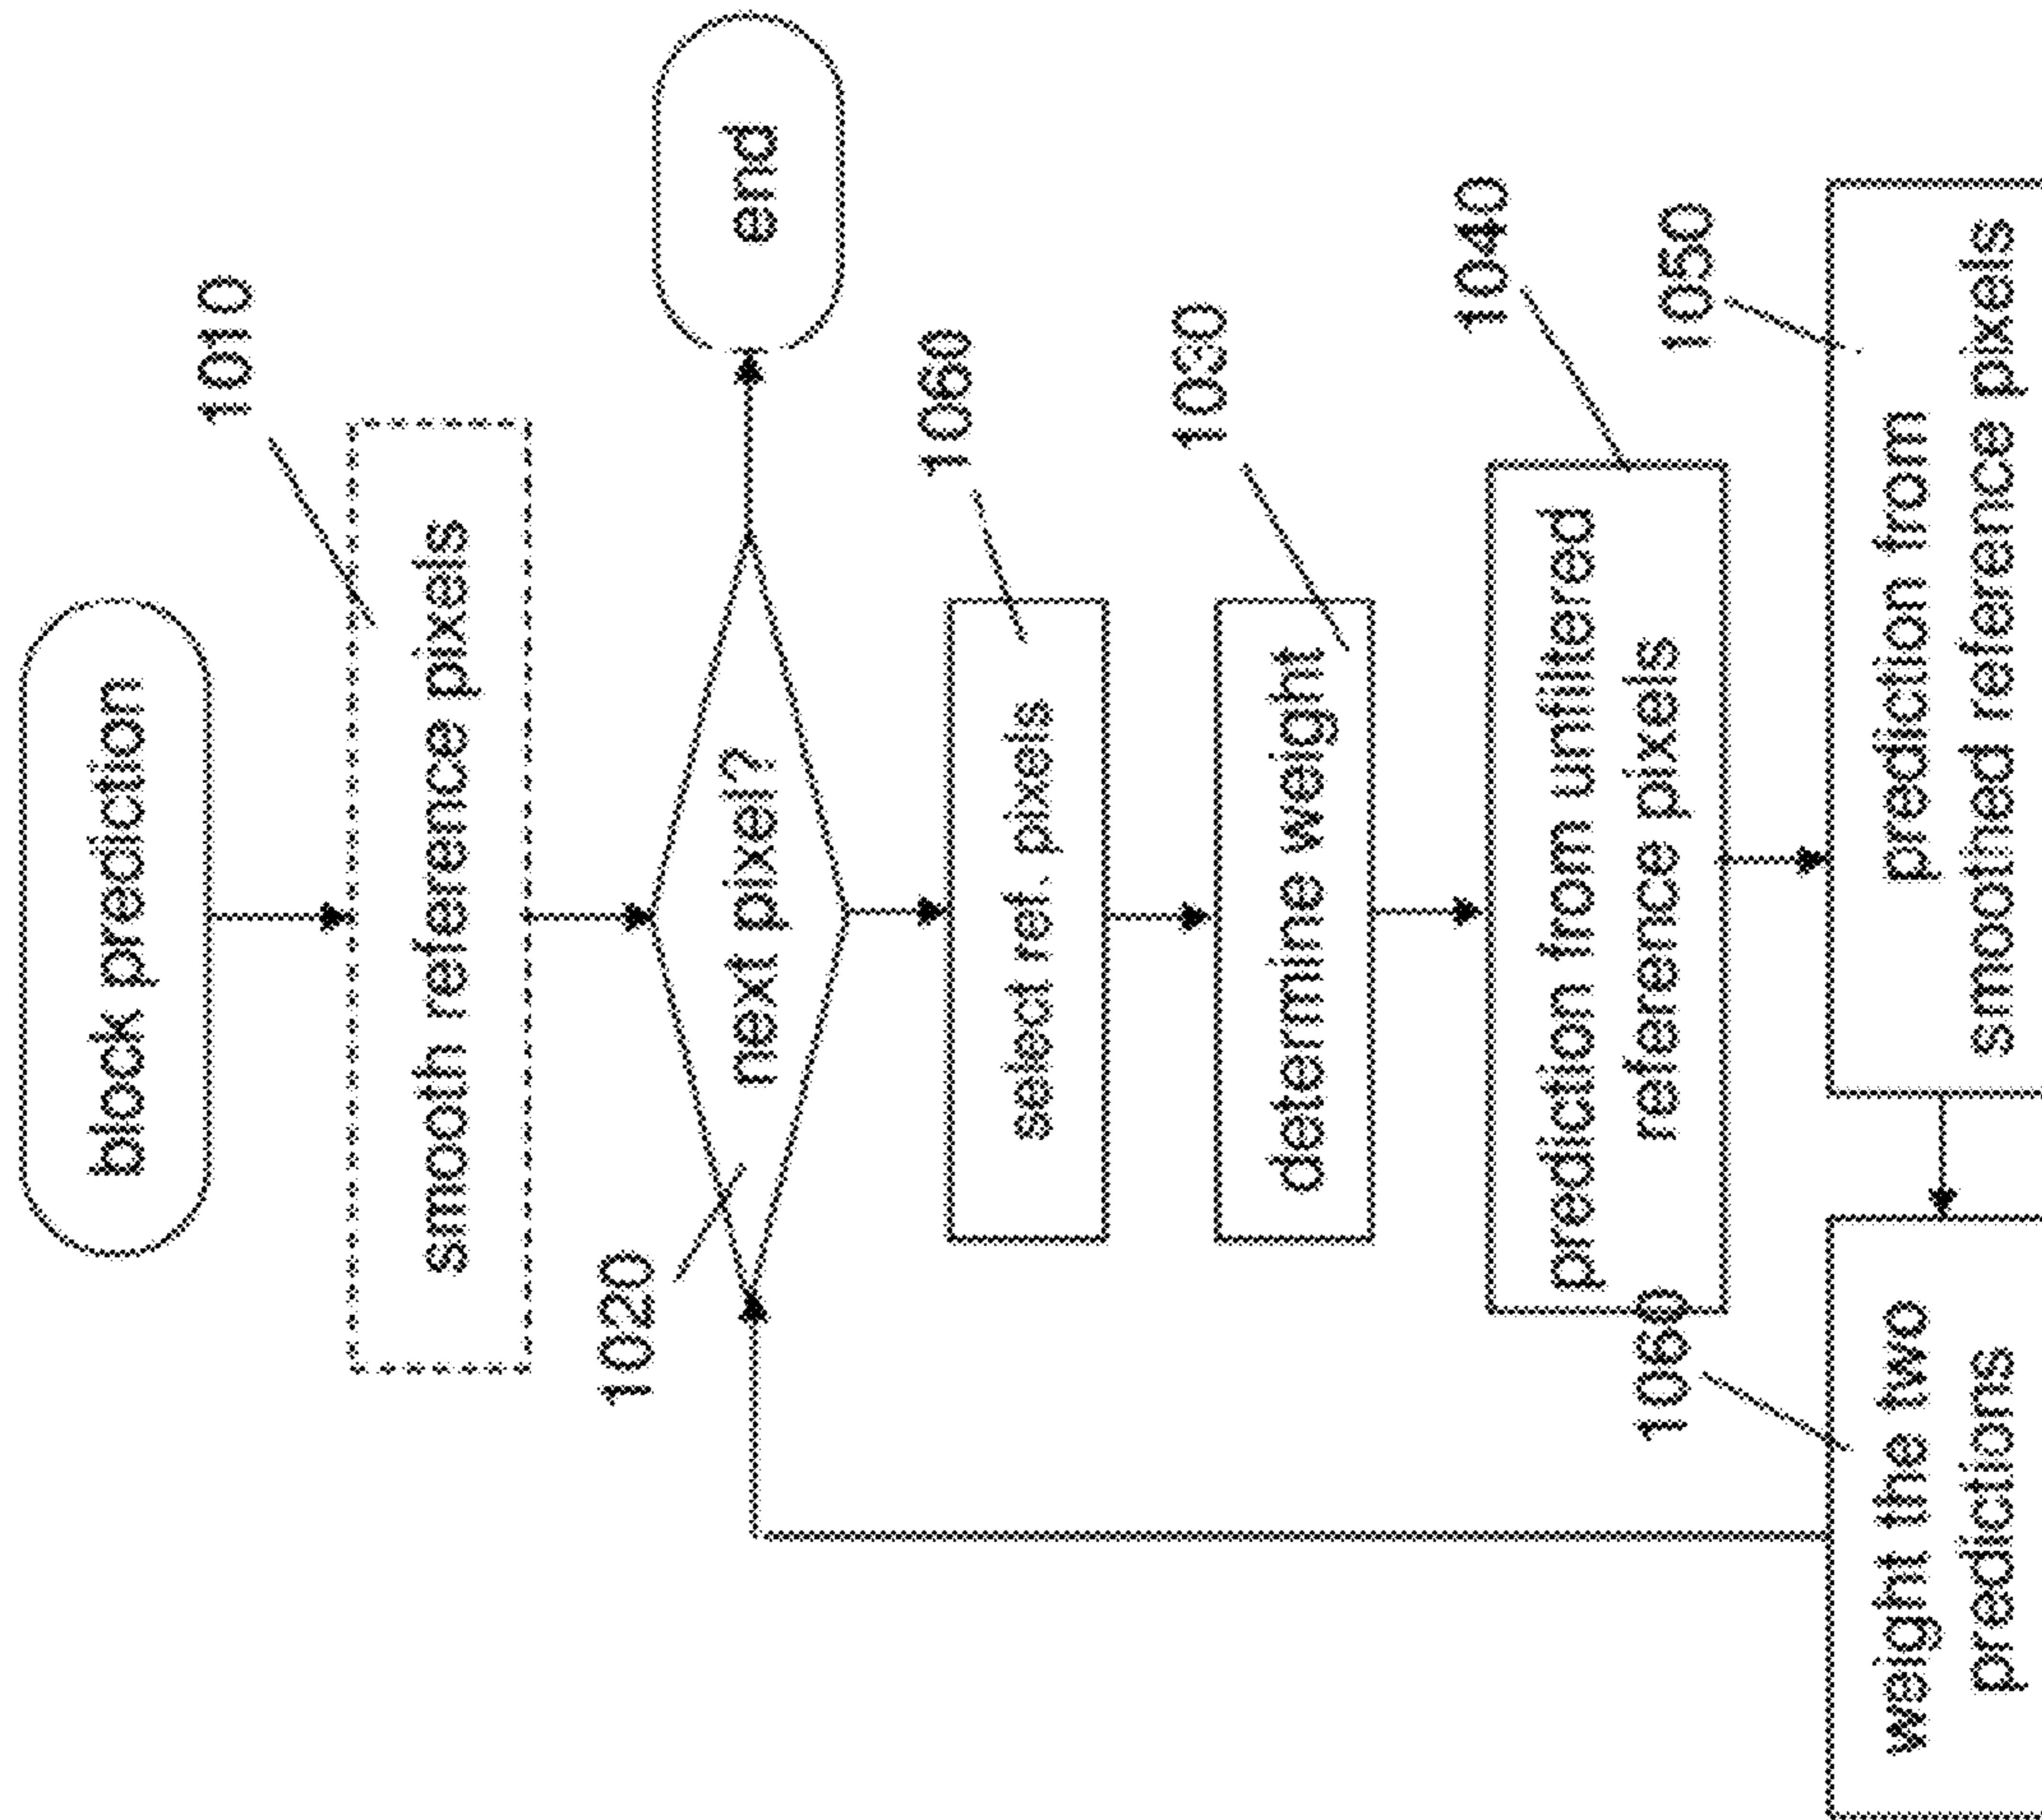 block prediction
1010
smooth reference pixels
1020
next pixel?
end
1060
select ref. pixels
1030
determine weight
1040
prediction from unfiltered
reference pixels
1050
prediction from
smoothed reference pixels
1060
weight the two
predictions